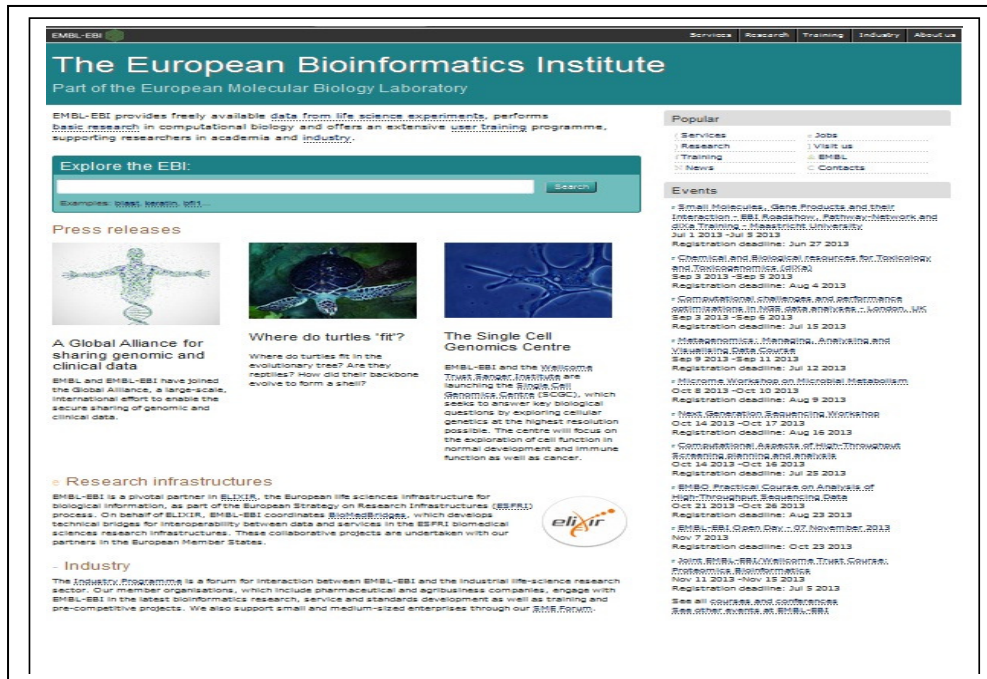 EMBL-EBI
Services Research Training Industry About us
The European Bioinformatics Institute
Part of the European Molecular Biology Laboratory
EMBL-EBI provides freely available data from life science experiments, performs
basic research in computational biology and offers an extensive user training programme,
supporting researchers in academia and industry.
Explore the EBI:
Search
Examples: blast, keratin, bfl1...
Press releases
A Global Alliance for
sharing genomic and
clinical data
EMBL and EMBL-EBI have joined
the Global Alliance, a large-scale,
international effort to enable the
secure sharing of genomic and
clinical data.
Where do turtles 'fit'?
Where do turtles fit in the
evolutionary tree? Are they
reptiles? How did their backbone
evolve to form a shell?
The Single Cell
Genomics Centre
EMBL-EBI and the Wellcome
Trust Sanger Institute are
launching the Single Cell
Genomics Centre (SCGC), which
seeks to answer key biological
questions by exploring cellular
genetics at the highest resolution
possible. The centre will focus on
the exploration of cell function in
normal development and immune
function as well as cancer.
Research infrastructures
EMBL-EBI is a pivotal partner in ELIXIR, the European life sciences infrastructure for
biological information, as part of the European Strategy on Research Infrastructures (ESFRI)
process. On behalf of ELIXIR, EMBL-EBI coordinates BioMedBridges, which develops
technical bridges for interoperability between data and services in the ESFRI biomedical
sciences research infrastructures. These collaborative projects are undertaken with our
partners in the European Member States.
elixir
Industry
The Industry Programme is a forum for interaction between EMBL-EBI and the industrial life-science research
sector. Our member organisations, which include pharmaceutical and agribusiness companies, engage with
EMBL-EBI in the latest bioinformatics research, service and standards development as well as training and
pre-competitive projects. We also support small and medium-sized enterprises through our SME Forum.
Popular
Services Jobs
Research Visit us
Training EMBL
News Contacts
Events
Small Molecules, Gene Products and their
Interaction - EBI Roadshow, Pathway-Network and
diXa Training - Maastricht University
Jul 1 2013 -Jul 5 2013
Registration deadline: Jun 27 2013
Chemical and Biological resources for Toxicology
and Toxicogenomics (diXa)
Sep 3 2013 -Sep 5 2013
Registration deadline: Aug 4 2013
Computational challenges and performance
optimizations in NGS data analyses - London, UK
Sep 3 2013 -Sep 6 2013
Registration deadline: Jul 15 2013
Metagenomics: Managing, Analysing and
Visualising Data Course
Sep 9 2013 -Sep 11 2013
Registration deadline: Jul 12 2013
Microme Workshop on Microbial Metabolism
Oct 8 2013 -Oct 10 2013
Registration deadline: Aug 9 2013
Next Generation Sequencing Workshop
Oct 14 2013 -Oct 17 2013
Registration deadline: Aug 16 2013
Computational Aspects of High-Throughput
Screening planning and analysis
Oct 14 2013 -Oct 16 2013
Registration deadline: Jul 25 2013
EMBO Practical Course on Analysis of
High-Throughput Sequencing Data
Oct 21 2013 -Oct 26 2013
Registration deadline: Aug 23 2013
EMBL-EBI Open Day - 07 November 2013
Nov 7 2013
Registration deadline: Oct 23 2013
Joint EMBL-EBI/Wellcome Trust Course:
Proteomics Bioinformatics
Nov 11 2013 -Nov 15 2013
Registration deadline: Jul 5 2013
See all courses and conferences
See other events at EMBL-EBI